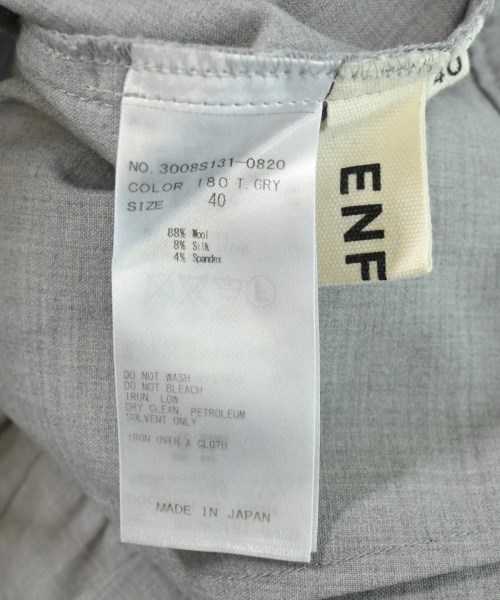 NO. 3008S131-0820
COLOR 180 T.GRY
SIZE 40
88% Wool
8% Silk
4% Spandex
DO NOT WASH
DO NOT BLEACH
IRON, LOW
DRY CLEAN, PETROLEUM
SOLVENT ONLY
IRON OVER A CLOTH
MADE IN JAPAN
40
ENF